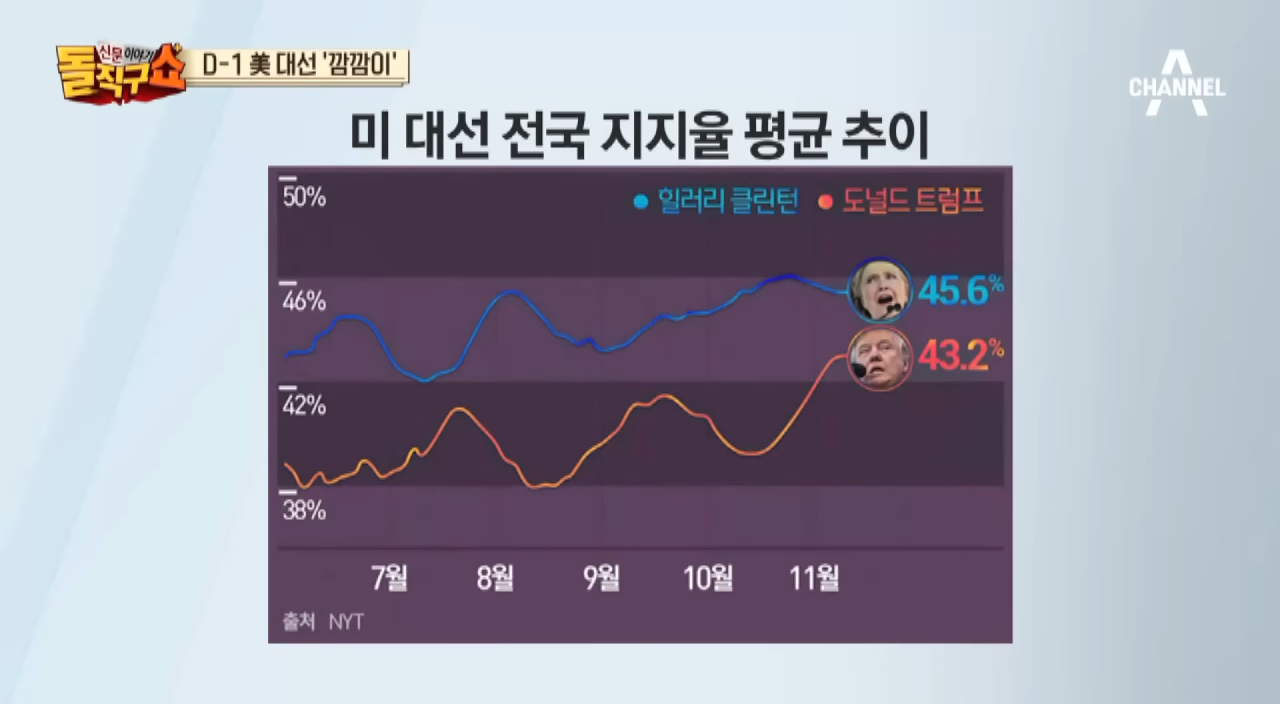 신문이야기
돌직구쇼
D-1 美 대선 '깜깜이'
CHANNEL A
미 대선 전국 지지율 평균 추이
힐러리 클린턴 도널드 트럼프
50%
46%
42%
38%
45.6%
43.2%
7월 8월 9월 10월 11월
출처 NYT